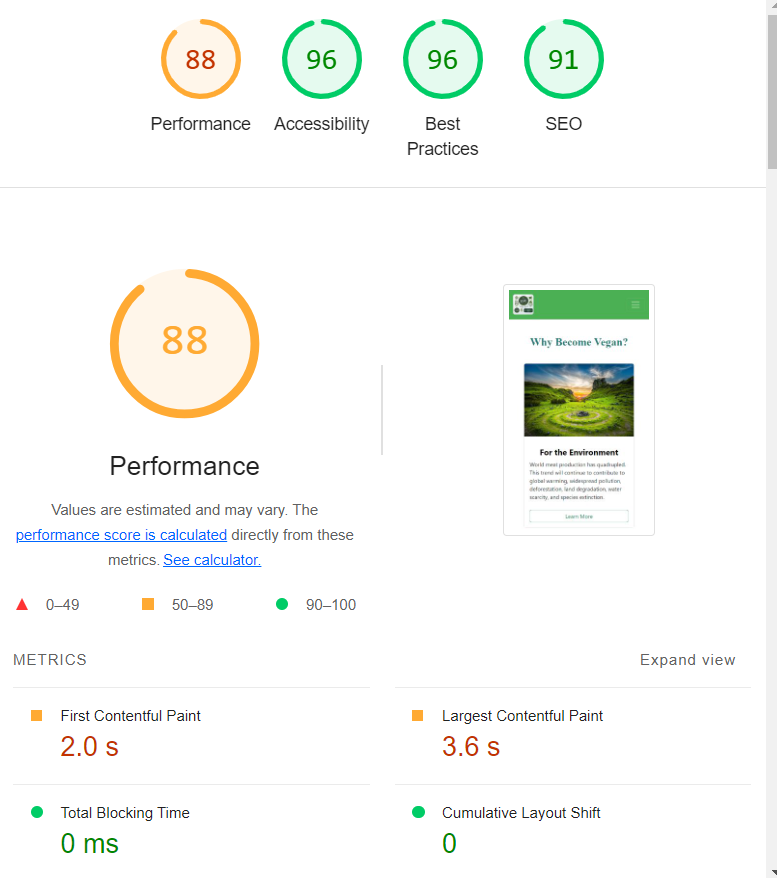 88
96
96
91
Performance
Accessibility
Best
Practices
SEO
88
Performance
Values are estimated and may vary. The
performance score is calculated directly from these
metrics. See calculator.
0–49
50–89
90–100
Why Become Vegan?
For the Environment
World meat production has quadrupled.
This trend will continue to contribute to
global warming, widespread pollution,
deforestation, land degradation, water
scarcity, and species extinction.
Learn More
METRICS
Expand view
First Contentful Paint
2.0 s
Largest Contentful Paint
3.6 s
Total Blocking Time
0 ms
Cumulative Layout Shift
0